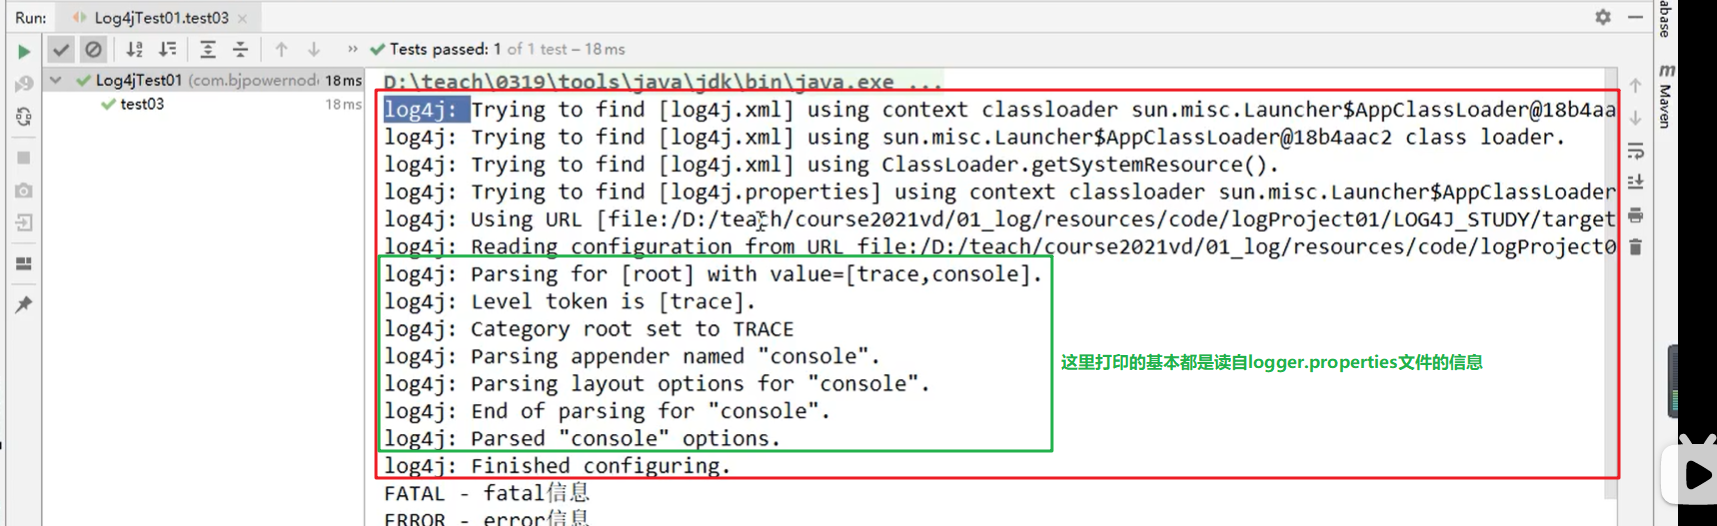 Run: Log4jTest01.test03
Tests passed: 1 of 1 test – 18 ms
Log4jTest01 (com.bjpowernod 18 ms
test03 18 ms
D:\teach\0319\tools\java\jdk\bin\java.exe ...
log4j: Trying to find [log4j.xml] using context classloader sun.misc.Launcher$AppClassLoader@18b4aa
log4j: Trying to find [log4j.xml] using sun.misc.Launcher$AppClassLoader@18b4aac2 class loader.
log4j: Trying to find [log4j.xml] using ClassLoader.getSystemResource().
log4j: Trying to find [log4j.properties] using context classloader sun.misc.Launcher$AppClassLoader
log4j: Using URL [file:/D:/teach/course2021vd/01_log/resources/code/logProject01/LOG4J_STUDY/target
log4j: Reading configuration from URL file:/D:/teach/course2021vd/01_log/resources/code/logProject0
log4j: Parsing for [root] with value=[trace,console].
log4j: Level token is [trace].
log4j: Category root set to TRACE
log4j: Parsing appender named "console".
这里打印的基本都是读自logger.properties文件的信息
log4j: Parsing layout options for "console".
log4j: End of parsing for "console".
log4j: Parsed "console" options.
log4j: Finished configuring.
FATAL - fatal信息
ERROR - error信息
abase
Maven